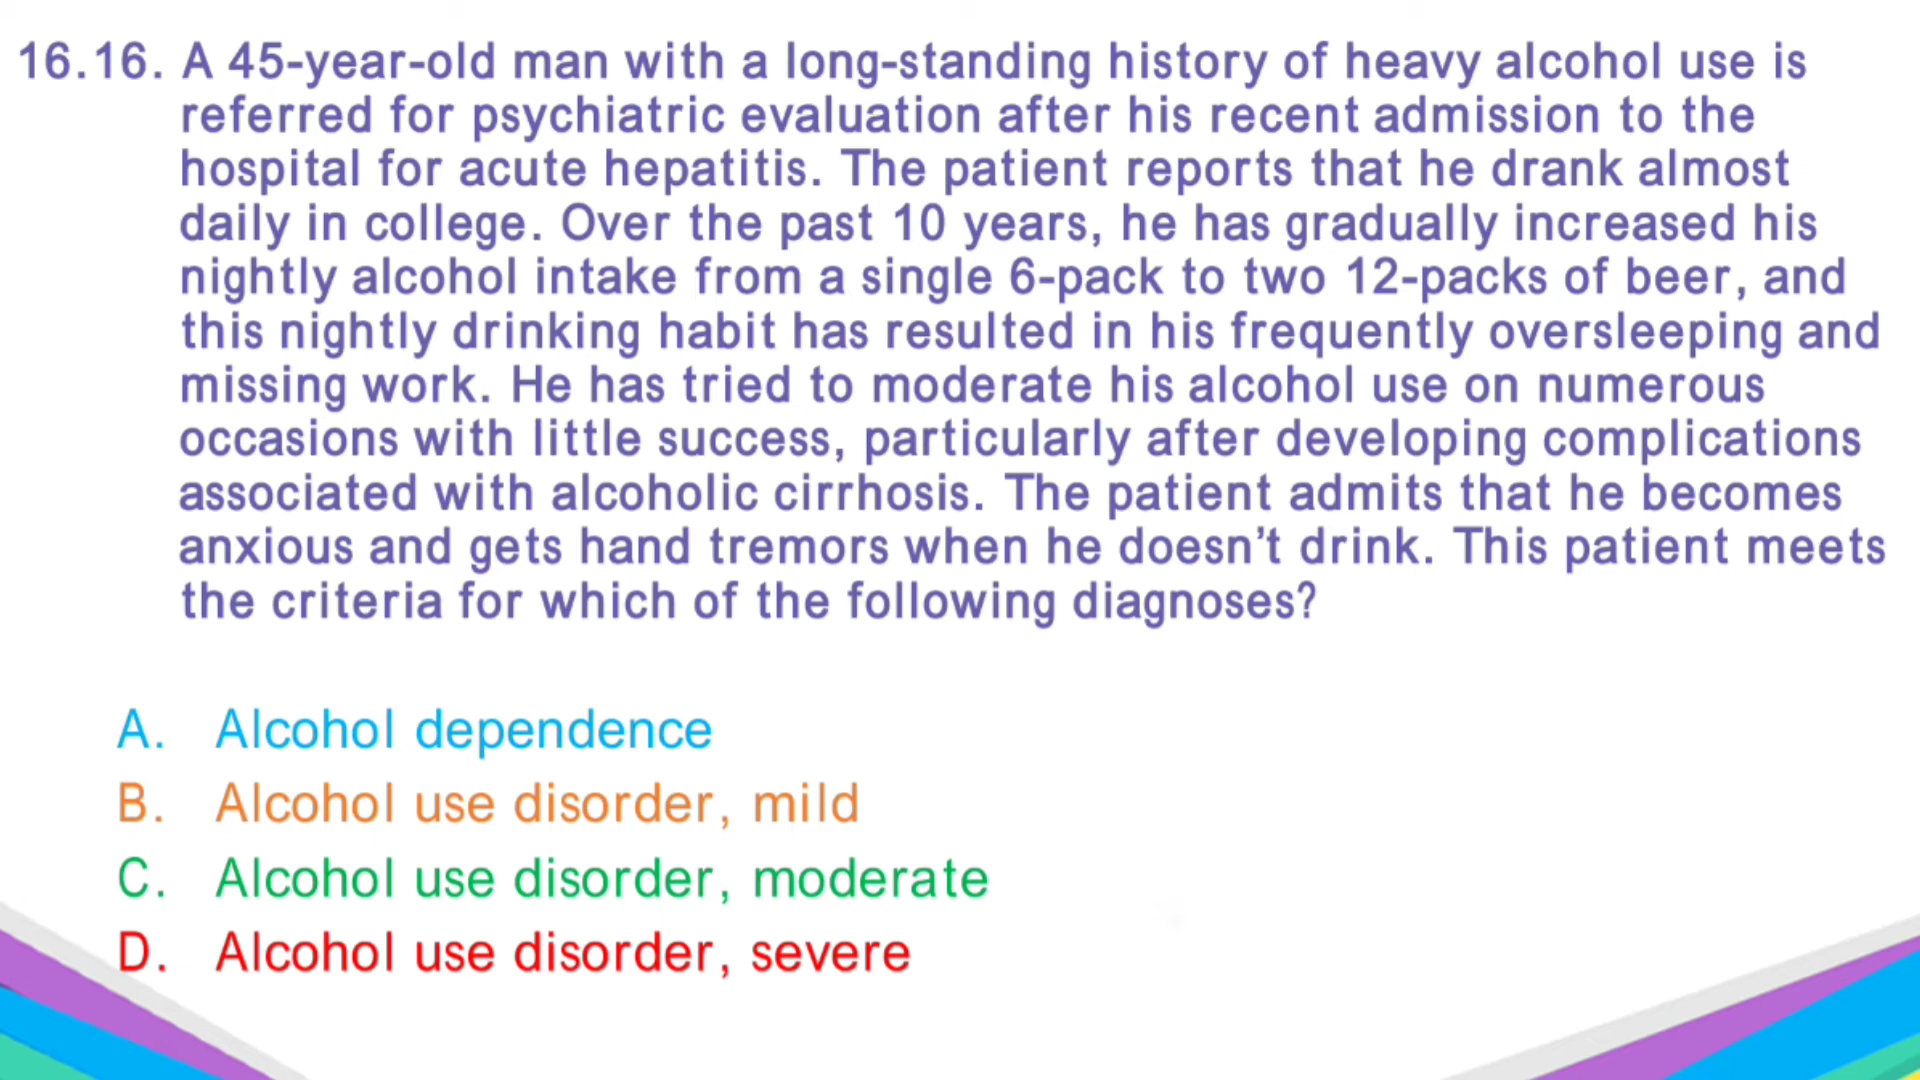 16.16. A 45-year-old man with a long-standing history of heavy alcohol use is
referred for psychiatric evaluation after his recent admission to the
hospital for acute hepatitis. The patient reports that he drank almost
daily in college. Over the past 10 years, he has gradually increased his
nightly alcohol intake from a single 6-pack to two 12-packs of beer, and
this nightly drinking habit has resulted in his frequently oversleeping and
missing work. He has tried to moderate his alcohol use on numerous
occasions with little success, particularly after developing complications
associated with alcoholic cirrhosis. The patient admits that he becomes
anxious and gets hand tremors when he doesn’t drink. This patient meets
the criteria for which of the following diagnoses?
A. Alcohol dependence
B. Alcohol use disorder, mild
C. Alcohol use disorder, moderate
D. Alcohol use disorder, severe